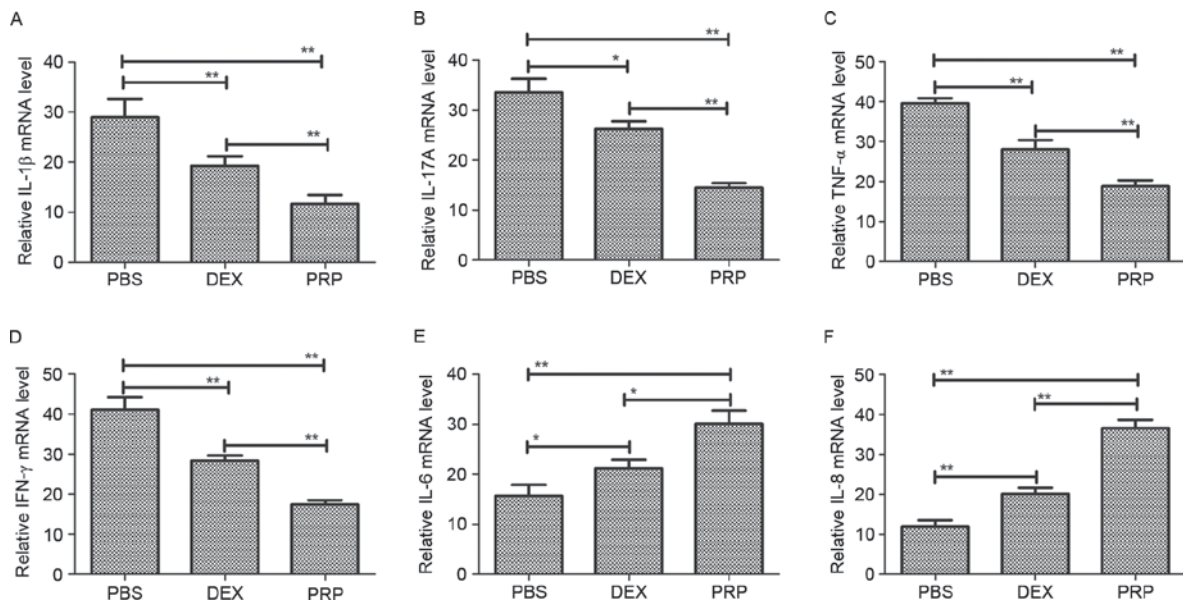 A
Relative IL-1β mRNA level
40
30
20
10
0
**
**
**
PBS DEX PRP
B
Relative IL-17A mRNA level
40
30
20
10
0
**
*
**
PBS DEX PRP
C
Relative TNF-α mRNA level
50
40
30
20
10
0
**
**
**
PBS DEX PRP
D
Relative IFN-γ mRNA level
50
40
30
20
10
0
**
**
**
PBS DEX PRP
E
Relative IL-6 mRNA level
40
30
20
10
0
**
*
*
PBS DEX PRP
F
Relative IL-8 mRNA level
50
40
30
20
10
0
**
**
**
PBS DEX PRP